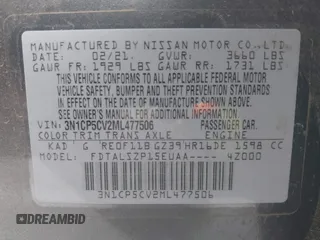 MANUFACTURED BY NISSAN MOTOR CO., LTD.
DATE: 02/21 GVWR: 3660 LBS
GAWR FR: 1929 LBS GAWR RR: 1731 LBS
THIS VEHICLE CONFORMS TO ALL APPLICABLE FEDERAL MOTOR
VEHICLE SAFETY, BUMPER, AND THEFT PREVENTION STANDARDS
IN EFFECT ON THE DATE OF MANUFACTURE SHOWN ABOVE.
SEE OWNER'S MANUAL FOR ADDITIONAL INFORMATION.
VIN: 3N1CP5CV2ML477506 PASSENGER CAR.
COLOR TRIM TRANS AXLE ENGINE
KAD G RE0F11B GZ39 HR16DE 1598 CC
MODEL: FDTALSZP15EUAA---- 4Z000
3N1CP5CV2ML477506